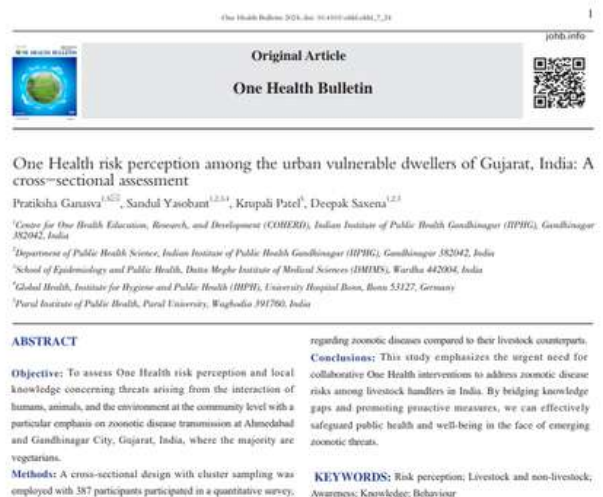 One Health Bulletin 2024; doi: 10.4103/ohbl.ohbl_7_24
1
johb.info
ONE HEALTH BULLETIN
Original Article
One Health Bulletin
One Health risk perception among the urban vulnerable dwellers of Gujarat, India: A
cross-sectional assessment
Pratiksha Ganasva, Sandul Yasobant, Krupali Patel, Deepak Saxena
1Centre for One Health Education, Research, and Development (COHERD), Indian Institute of Public Health Gandhinagar (IIPHG), Gandhinagar
382042, India
2Department of Public Health Science, Indian Institute of Public Health Gandhinagar (IIPHG), Gandhinagar 382042, India
3School of Epidemiology and Public Health, Datta Meghe Institute of Medical Sciences (DMIMS), Wardha 442004, India
4Global Health, Institute for Hygiene and Public Health (IHPH), University Hospital Bonn, Bonn 53127, Germany
5Parul Institute of Public Health, Parul University, Waghodia 391760, India
ABSTRACT
Objective: To assess One Health risk perception and local
knowledge concerning threats arising from the interaction of
humans, animals, and the environment at the community level with a
particular emphasis on zoonotic disease transmission at Ahmedabad
and Gandhinagar City, Gujarat, India, where the majority are
vegetarians.
Methods: A cross-sectional design with cluster sampling was
employed with 387 participants participated in a quantitative survey,
regarding zoonotic diseases compared to their livestock counterparts.
Conclusions: This study emphasizes the urgent need for
collaborative One Health interventions to address zoonotic disease
risks among livestock handlers in India. By bridging knowledge
gaps and promoting proactive measures, we can effectively
safeguard public health and well-being in the face of emerging
zoonotic threats.
KEYWORDS: Risk perception; Livestock and non-livestock;
Awareness; Knowledge; Behaviour